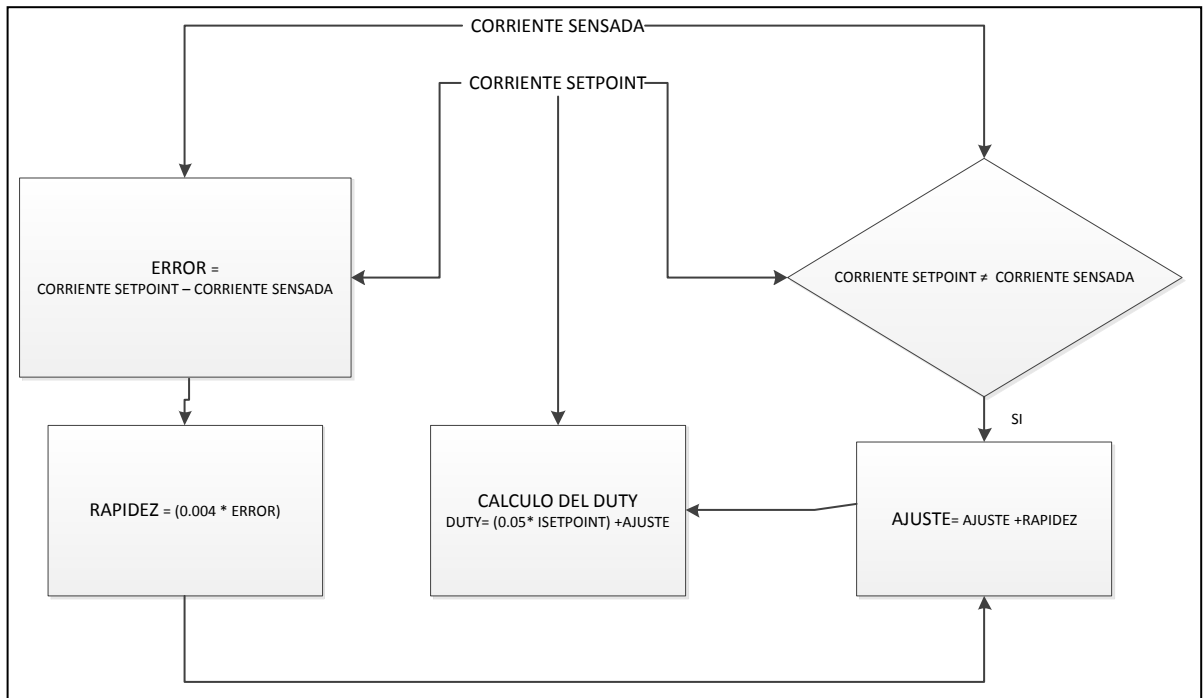 CORRIENTE SENSADA
CORRIENTE SETPOINT
ERROR =
CORRIENTE SETPOINT – CORRIENTE SENSADA
CORRIENTE SETPOINT ≠ CORRIENTE SENSADA
SI
RAPIDEZ = (0.004 * ERROR)
CALCULO DEL DUTY
DUTY= (0.05* ISETPOINT) +AJUSTE
AJUSTE= AJUSTE +RAPIDEZ